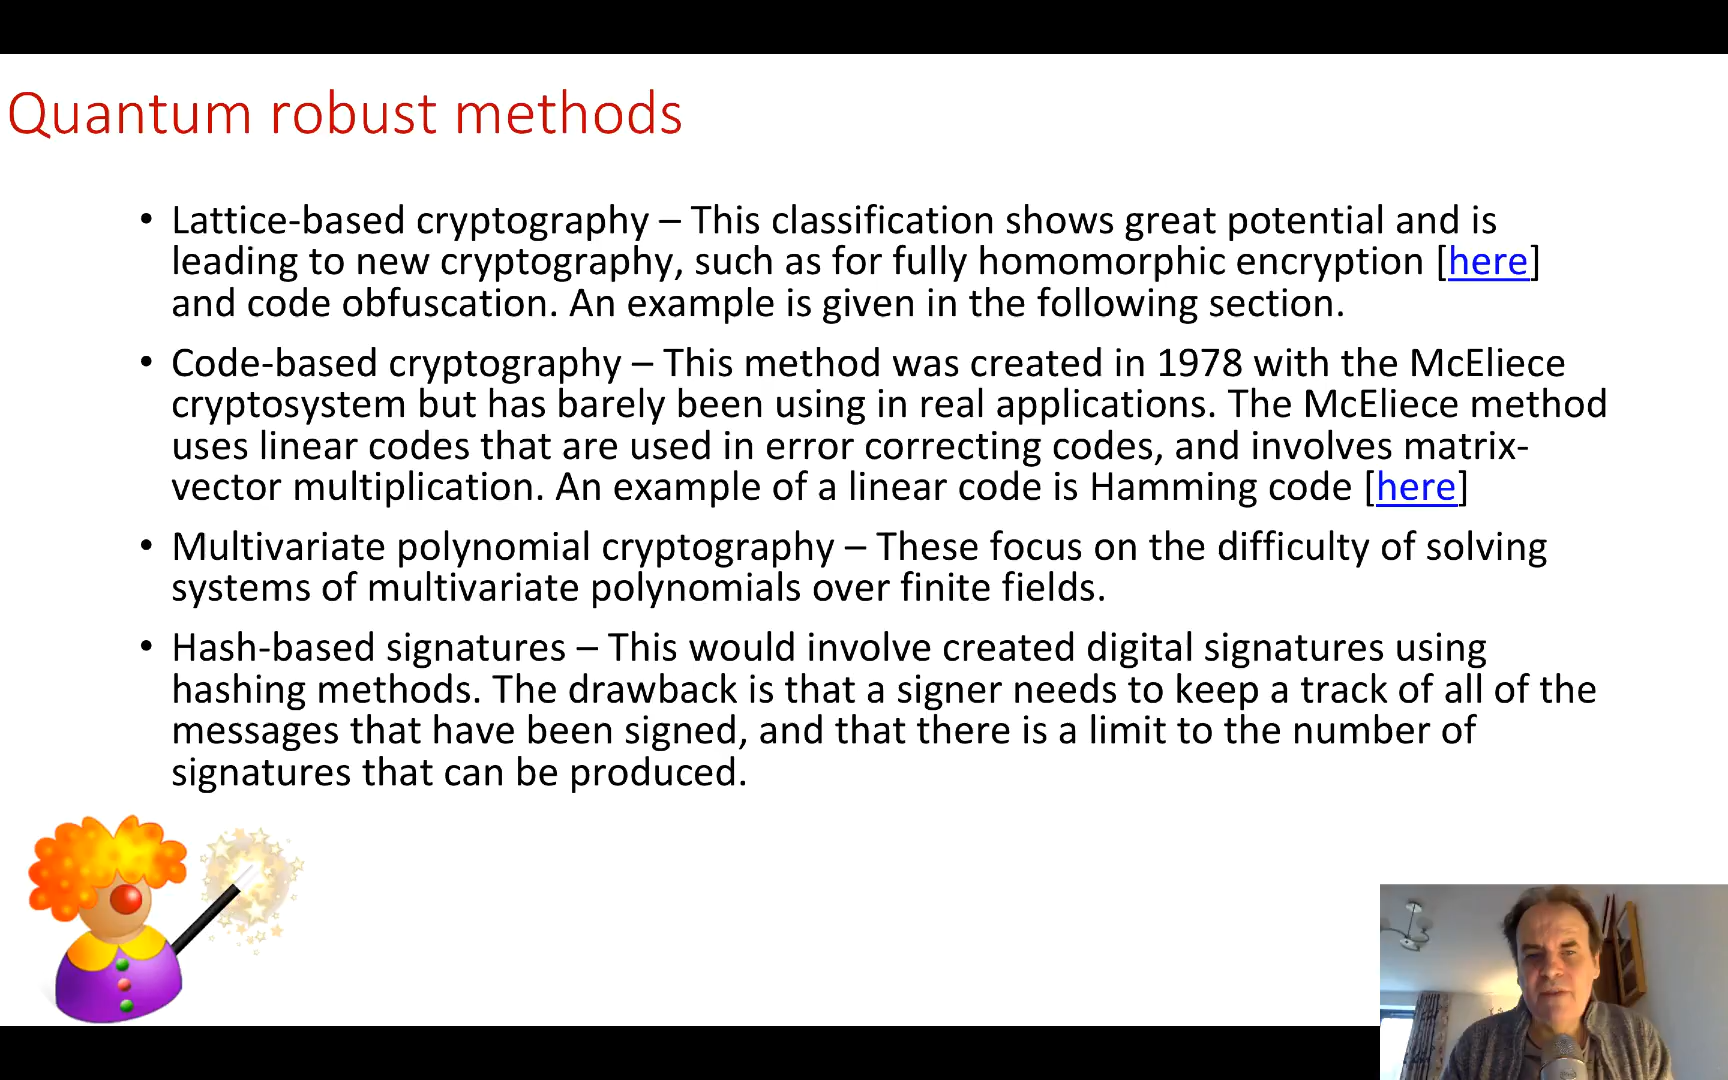 Quantum robust methods
• Lattice-based cryptography – This classification shows great potential and is
leading to new cryptography, such as for fully homomorphic encryption [here]
and code obfuscation. An example is given in the following section.
• Code-based cryptography – This method was created in 1978 with the McEliece
cryptosystem but has barely been using in real applications. The McEliece method
uses linear codes that are used in error correcting codes, and involves matrix-
vector multiplication. An example of a linear code is Hamming code [here]
• Multivariate polynomial cryptography – These focus on the difficulty of solving
systems of multivariate polynomials over finite fields.
• Hash-based signatures – This would involve created digital signatures using
hashing methods. The drawback is that a signer needs to keep a track of all of the
messages that have been signed, and that there is a limit to the number of
signatures that can be produced.